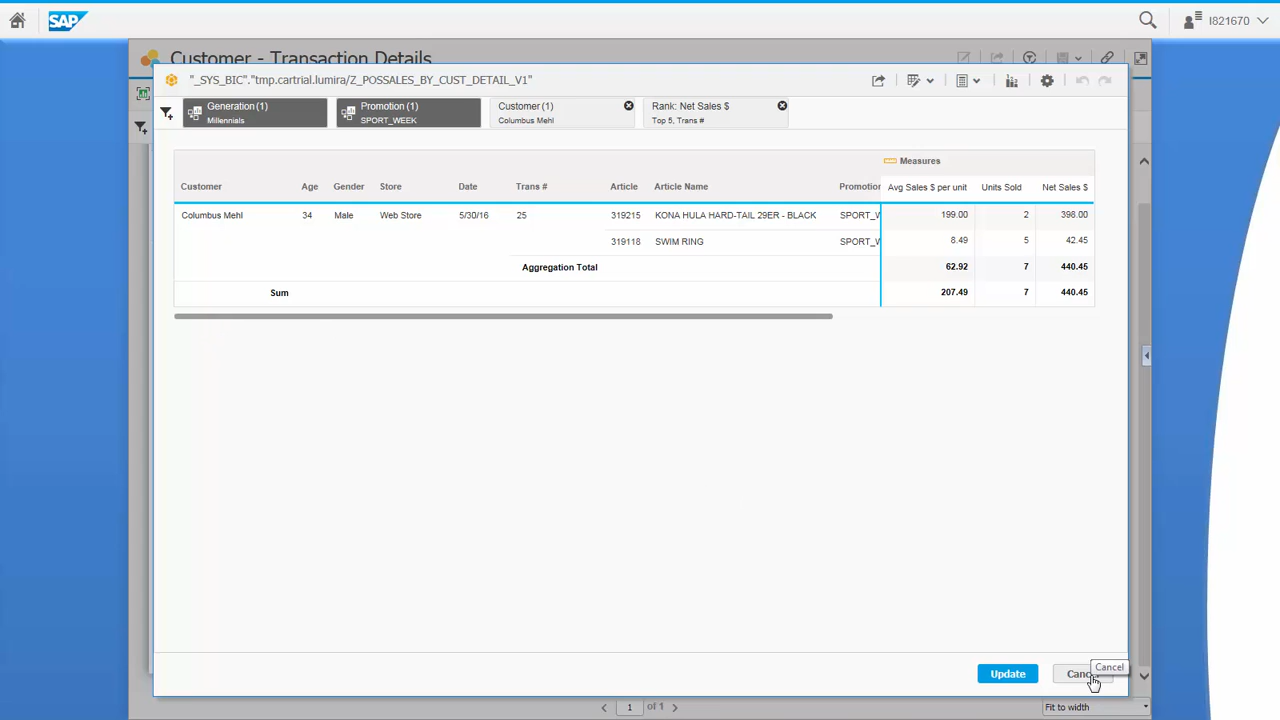 SAP
I821670
Customer - Transaction Details
"_SYS_BIC"."tmp.cartrial.lumira/Z_POSSALES_BY_CUST_DETAIL_V1"
Generation (1)
Millennials
Promotion (1)
SPORT_WEEK
Customer (1)
Columbus Mehl
Rank: Net Sales $
Top 5, Trans #
Measures
Customer Age Gender Store Date Trans # Article Article Name Promotion Avg Sales $ per unit Units Sold Net Sales $
Columbus Mehl 34 Male Web Store 5/30/16 25 319215 KONA HULA HARD-TAIL 29ER - BLACK SPORT_W 199.00 2 398.00
319118 SWIM RING SPORT_W 8.49 5 42.45
Aggregation Total 62.92 7 440.45
Sum 207.49 7 440.45
Update
Cancel
Cancel
1 of 1
Fit to width